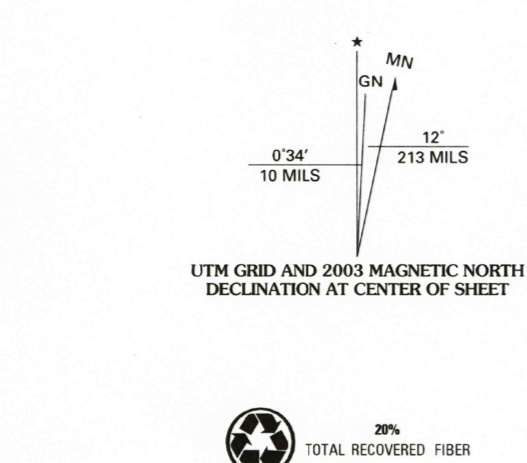 ★
MN
GN
0°34′
10 MILS
12°
213 MILS
UTM GRID AND 2003 MAGNETIC NORTH
DECLINATION AT CENTER OF SHEET
20%
TOTAL RECOVERED FIBER